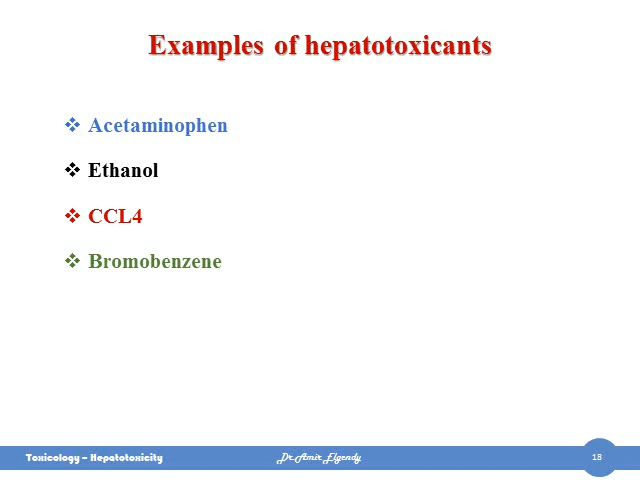 Examples of hepatotoxicants
❖ Acetaminophen
❖ Ethanol
❖ CCL4
❖ Bromobenzene
Toxicology – Hepatotoxicity Dr.Amir Elgendy 18